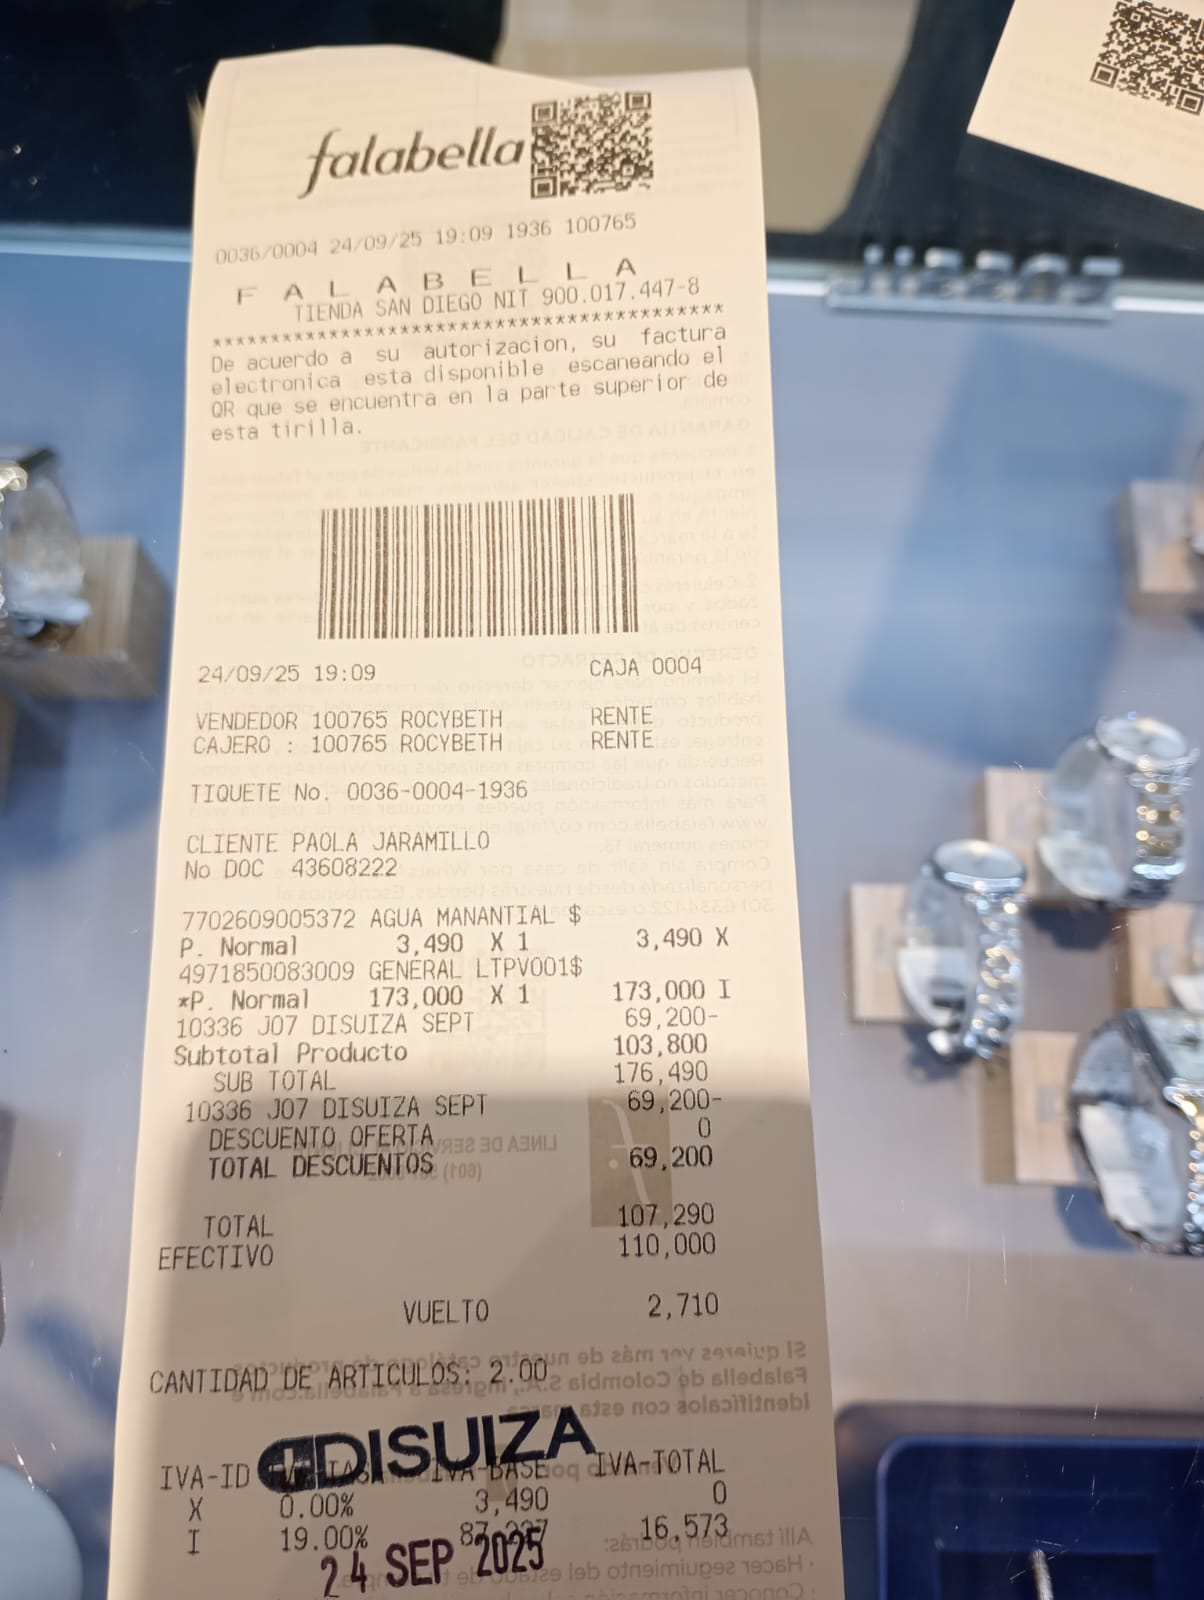 falabella
0036/0004 24/09/25 19:09 1936 100765
F A L A B E L L A
TIENDA SAN DIEGO NIT 900.017.447-8
****************************************
De acuerdo a su autorizacion, su factura
electronica esta disponible escaneando el
QR que se encuentra en la parte superior de
esta tirilla.
24/09/25 19:09 CAJA 0004
VENDEDOR 100765 ROCYBETH RENTE
CAJERO : 100765 ROCYBETH RENTE
TIQUETE No. 0036-0004-1936
CLIENTE PAOLA JARAMILLO
No DOC 43608222
7702609005372 AGUA MANANTIAL $
P. Normal 3,490 X 1 3,490 X
4971850083009 GENERAL LTPV001$
*P. Normal 173,000 X 1 173,000 I
10336 J07 DISUIZA SEPT 69,200-
Subtotal Producto 103,800
SUB TOTAL 176,490
10336 J07 DISUIZA SEPT 69,200-
DESCUENTO OFERTA 0
TOTAL DESCUENTOS 69,200
TOTAL 107,290
EFECTIVO 110,000
VUELTO 2,710
CANTIDAD DE ARTICULOS: 2.00
DISUIZA
IVA-ID IVA-BASE IVA-TOTAL
X 0.00% 3,490 0
I 19.00% 16,573
24 SEP 2025